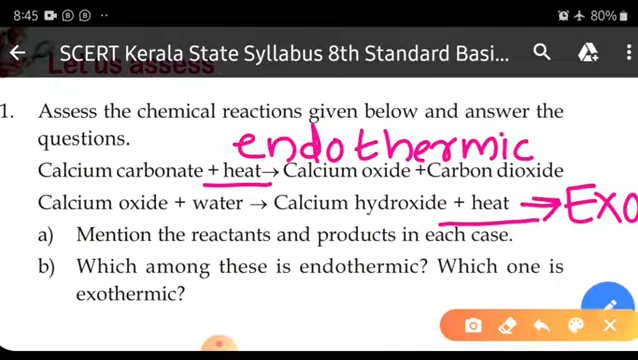 8:45 80%
SCERT Kerala State Syllabus 8th Standard Basi...
Let us assess
1. Assess the chemical reactions given below and answer the
questions.
endothermic
Calcium carbonate + heat → Calcium oxide +Carbon dioxide
Calcium oxide + water → Calcium hydroxide + heat → Exo
a) Mention the reactants and products in each case.
b) Which among these is endothermic? Which one is
exothermic?